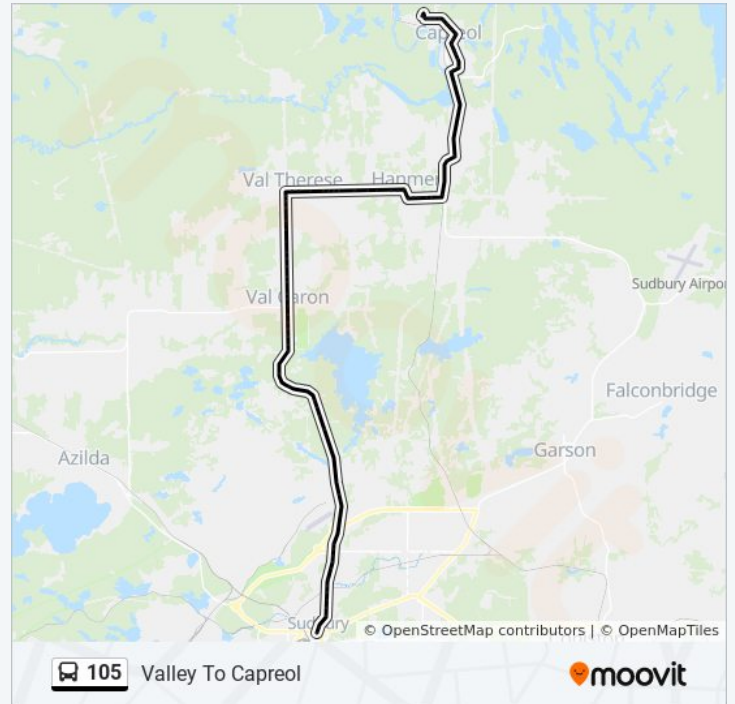 Capreol
Val Therese
Hanmer
Val Caron
Sudbury Airpor
Falconbridge
Garson
Azilda
Sudbury
© OpenStreetMap contributors | © OpenMapTiles
105 Valley To Capreol
moovit